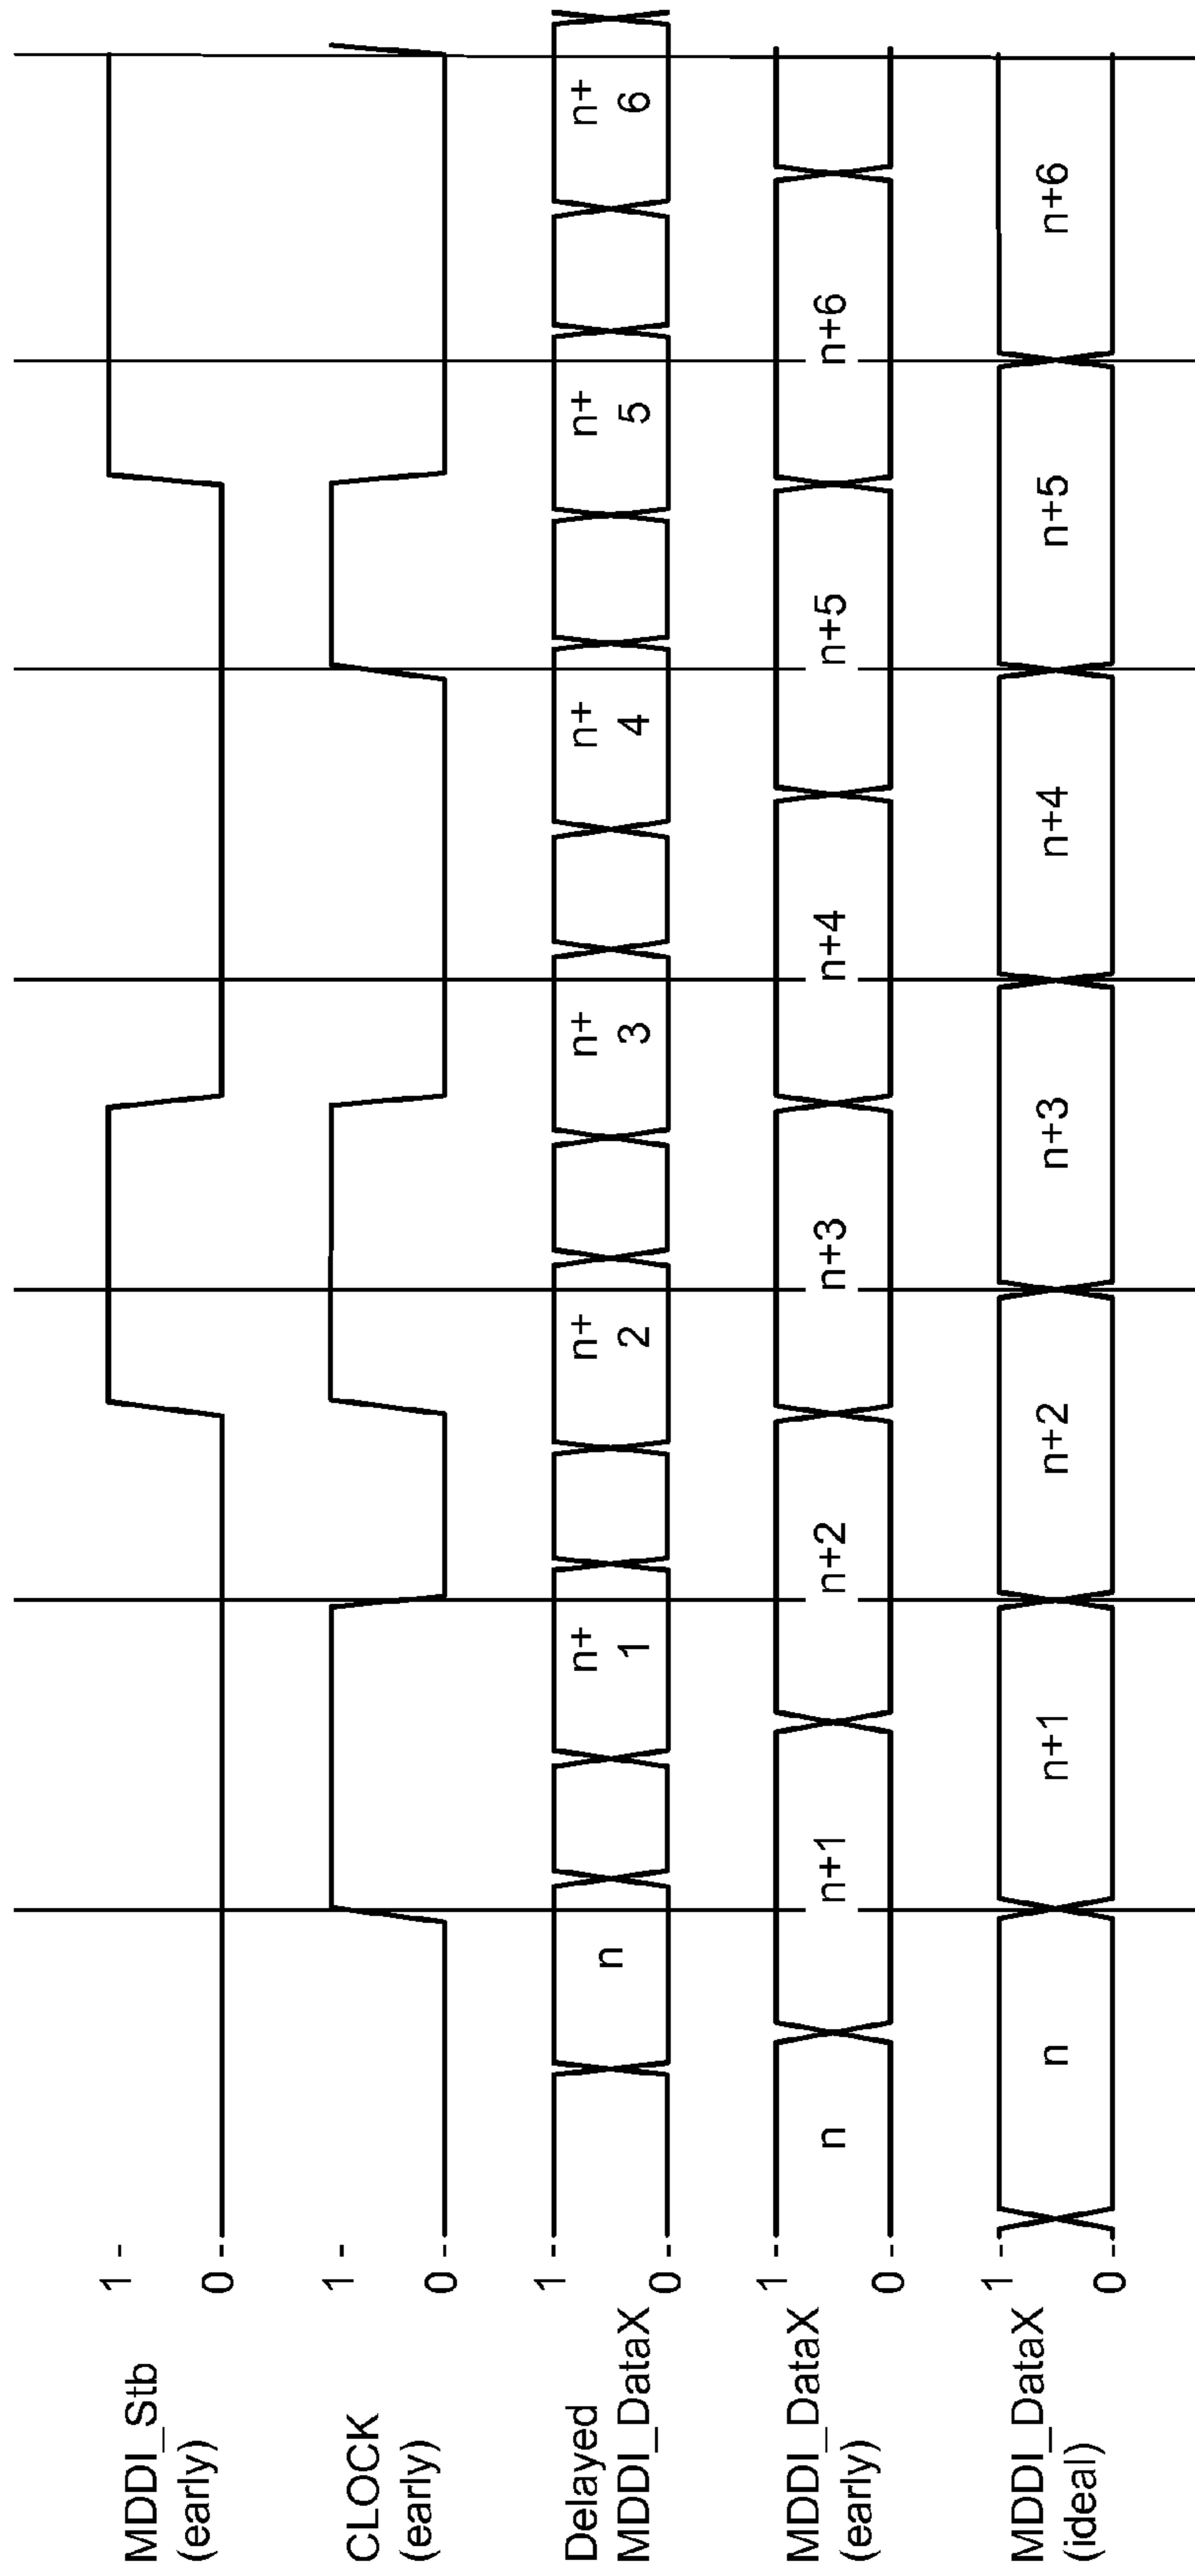 MDDI_Stb
(early)
1
0
CLOCK
(early)
1
0
Delayed
MDDI_DataX
1
0
n
n+
1
n+
2
n+
3
n+
4
n+
5
n+
6
MDDI_DataX
(early)
1
0
n
n+1
n+2
n+3
n+4
n+5
n+6
MDDI_DataX
(ideal)
1
0
n
n+1
n+2
n+3
n+4
n+5
n+6